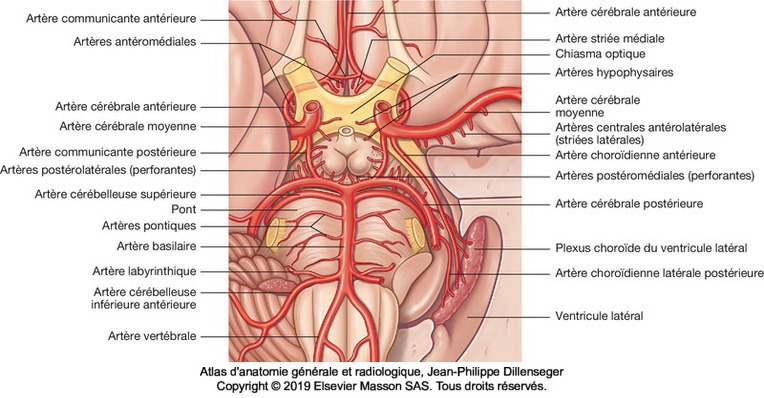 Artère communicante antérieure
Artères antéromédiales
Artère cérébrale antérieure
Artère cérébrale moyenne
Artère communicante postérieure
Artères postérolatérales (perforantes)
Artère cérébelleuse supérieure
Pont
Artères pontiques
Artère basilaire
Artère labyrinthique
Artère cérébelleuse
inférieure antérieure
Artère vertébrale
Artère cérébrale antérieure
Artère striée médiale
Chiasma optique
Artères hypophysaires
Artère cérébrale
moyenne
Artères centrales antérolatérales
(striées latérales)
Artère choroïdienne antérieure
Artères postéromédiales (perforantes)
Artère cérébrale postérieure
Plexus choroïde du ventricule latéral
Artère choroïdienne latérale postérieure
Ventricule latéral
Atlas d'anatomie générale et radiologique, Jean-Philippe Dillenseger
Copyright © 2019 Elsevier Masson SAS. Tous droits réservés.